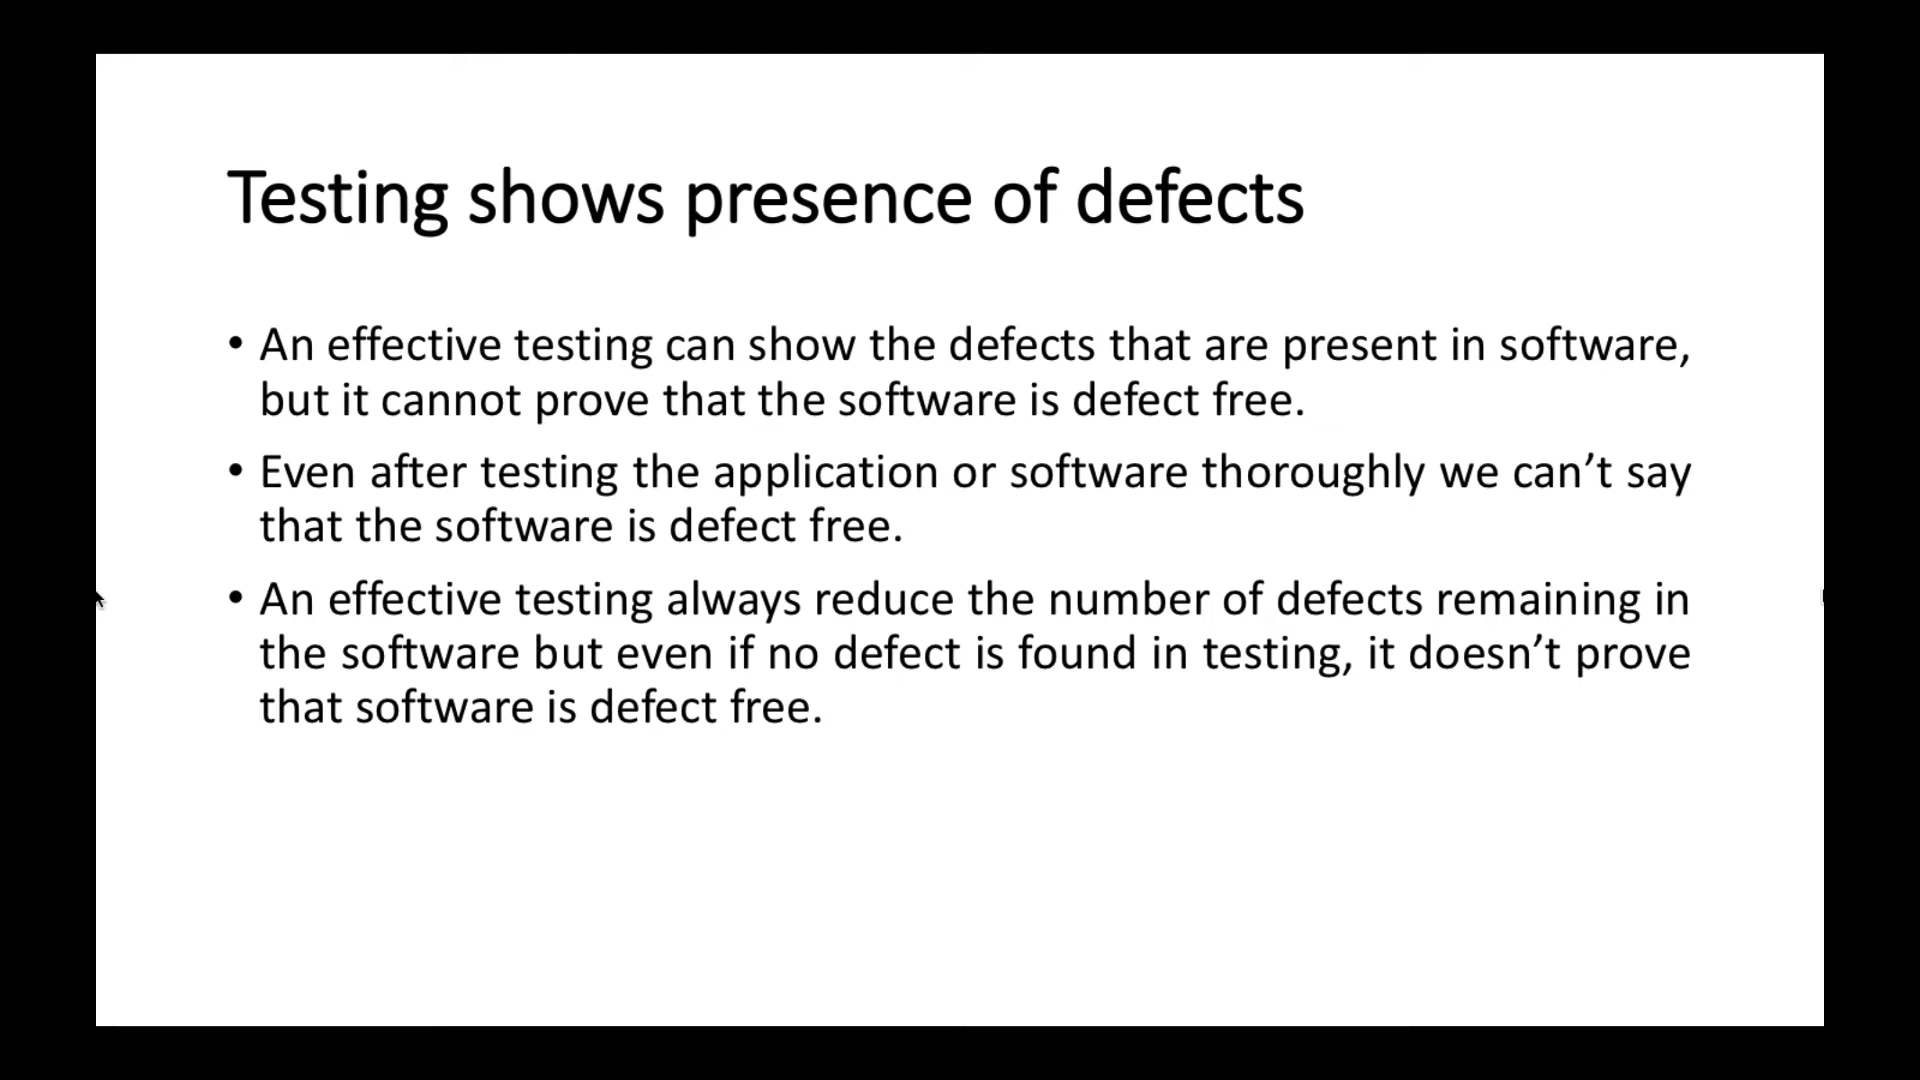 Testing shows presence of defects
• An effective testing can show the defects that are present in software,
but it cannot prove that the software is defect free.
• Even after testing the application or software thoroughly we can’t say
that the software is defect free.
• An effective testing always reduce the number of defects remaining in
the software but even if no defect is found in testing, it doesn’t prove
that software is defect free.